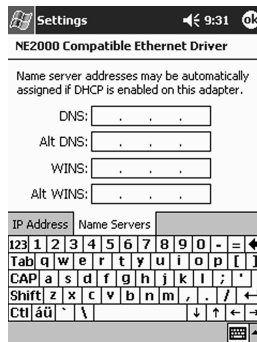 Settings 9:31 ok
NE2000 Compatible Ethernet Driver
Name server addresses may be automatically
assigned if DHCP is enabled on this adapter.
DNS: . . .
Alt DNS: . . .
WINS: . . .
Alt WINS: . . .
IP Address Name Servers
123 1 2 3 4 5 6 7 8 9 0 - = 
Tab q w e r t y u i o p [ ]
CAP a s d f g h j k l ; '
Shift z x c v b n m , . / ←
Ctl áü ` \ ↓ ↑ ← →